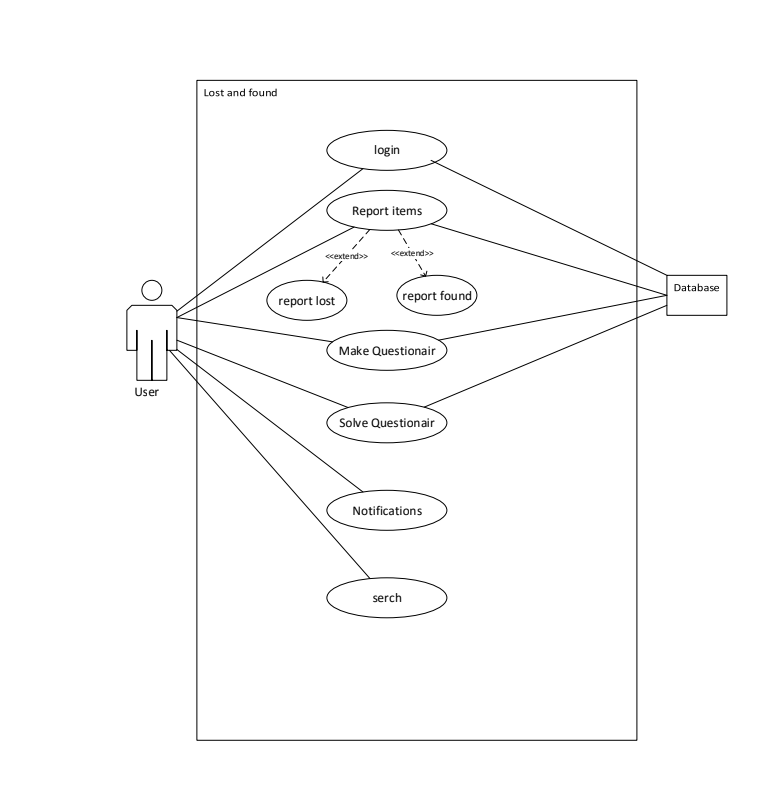 Lost and found
login
Report items
<<extend>>
<<extend>>
report lost
report found
Database
Make Questionair
User
Solve Questionair
Notifications
serch